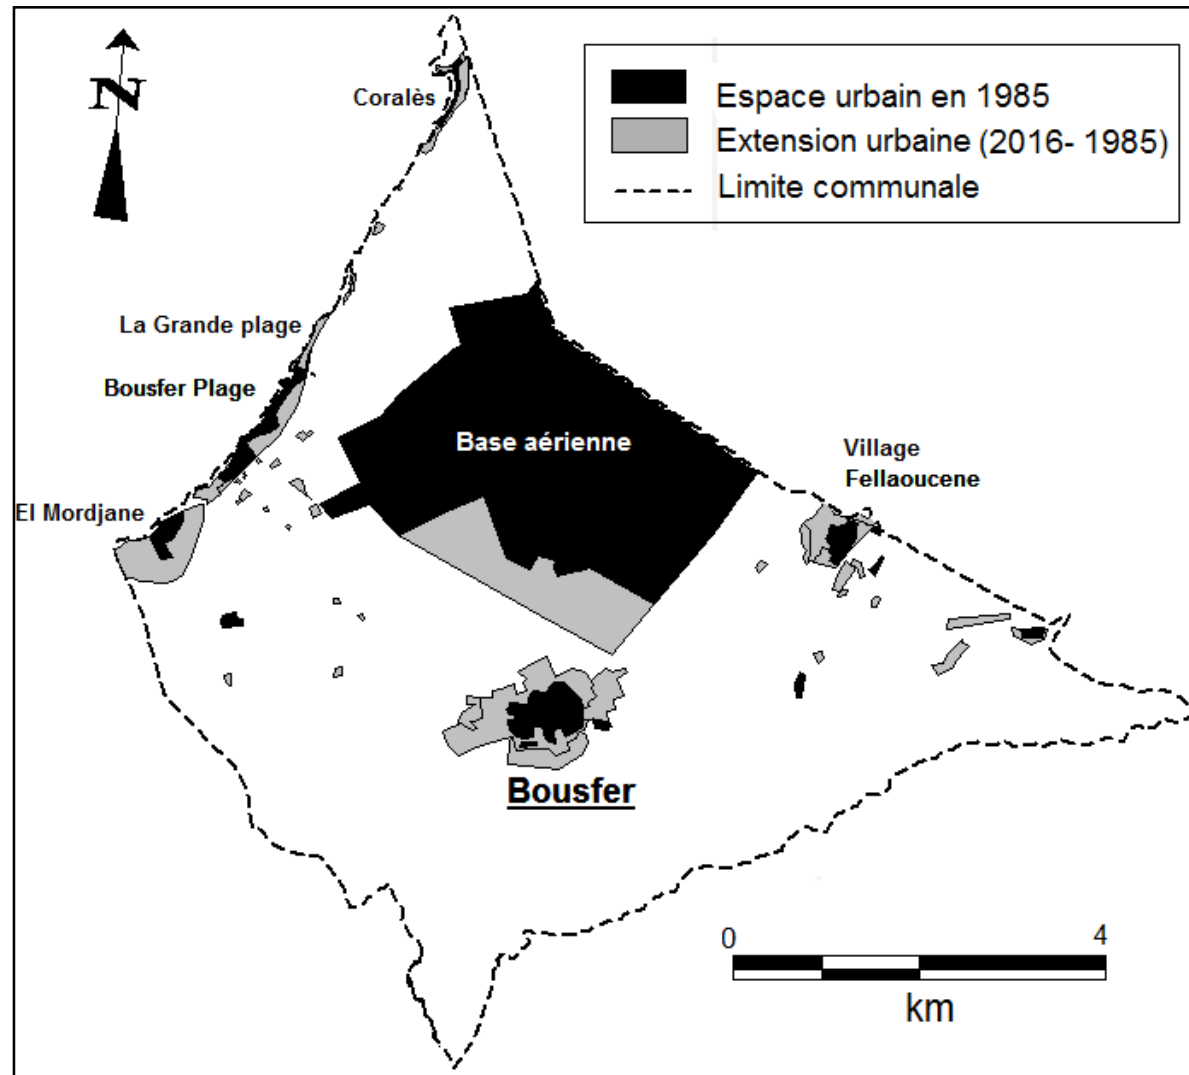 N
Coralès
Espace urbain en 1985
Extension urbaine (2016- 1985)
Limite communale
La Grande plage
Bousfer Plage
Base aérienne
Village
Fellaoucene
El Mordjane
Bousfer
0 4
km